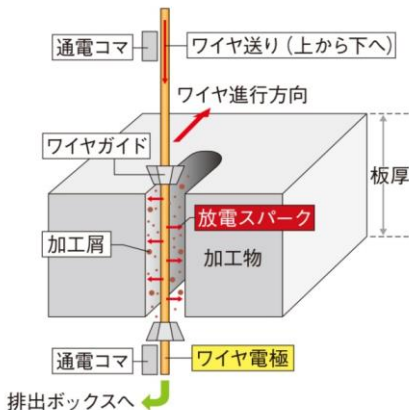 通電コマ
ワイヤ送り（上から下へ）
ワイヤ進行方向
ワイヤガイド
板厚
放電スパーク
加工屑
加工物
通電コマ
ワイヤ電極
排出ボックスへ